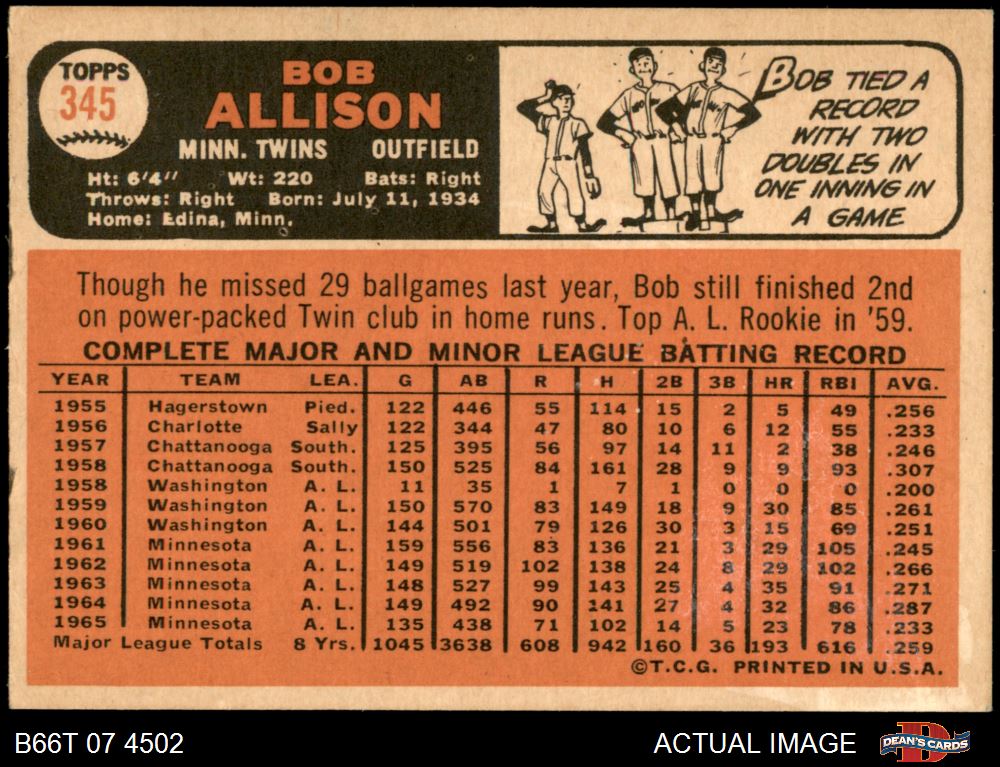 TOPPS
345
BOB
ALLISON
MINN. TWINS OUTFIELD
Ht: 6'4" Wt: 220 Bats: Right
Throws: Right Born: July 11, 1934
Home: Edina, Minn.
BOB TIED A
RECORD
WITH TWO
DOUBLES IN
ONE INNING IN
A GAME
Though he missed 29 ballgames last year, Bob still finished 2nd
on power-packed Twin club in home runs. Top A. L. Rookie in '59.
COMPLETE MAJOR AND MINOR LEAGUE BATTING RECORD
YEAR TEAM LEA. G AB R H 2B 3B HR RBI AVG.
1955 Hagerstown Pied. 122 446 55 114 15 2 5 49 .256
1956 Charlotte Sally 122 344 47 80 10 6 12 55 .233
1957 Chattanooga South. 125 395 56 97 14 11 2 38 .246
1958 Chattanooga South. 150 525 84 161 28 9 9 93 .307
1958 Washington A. L. 11 35 1 7 1 0 0 0 .200
1959 Washington A. L. 150 570 83 149 18 9 30 85 .261
1960 Washington A. L. 144 501 79 126 30 3 15 69 .251
1961 Minnesota A. L. 159 556 83 136 21 3 29 105 .245
1962 Minnesota A. L. 149 519 102 138 24 8 29 102 .266
1963 Minnesota A. L. 148 527 99 143 25 4 35 91 .271
1964 Minnesota A. L. 149 492 90 141 27 4 32 86 .287
1965 Minnesota A. L. 135 438 71 102 14 5 23 78 .233
Major League Totals 8 Yrs. 1045 3638 608 942 160 36 193 616 .259
©T.C.G. PRINTED IN U.S.A.
B66T 07 4502 ACTUAL IMAGE DEAN'S CARDS